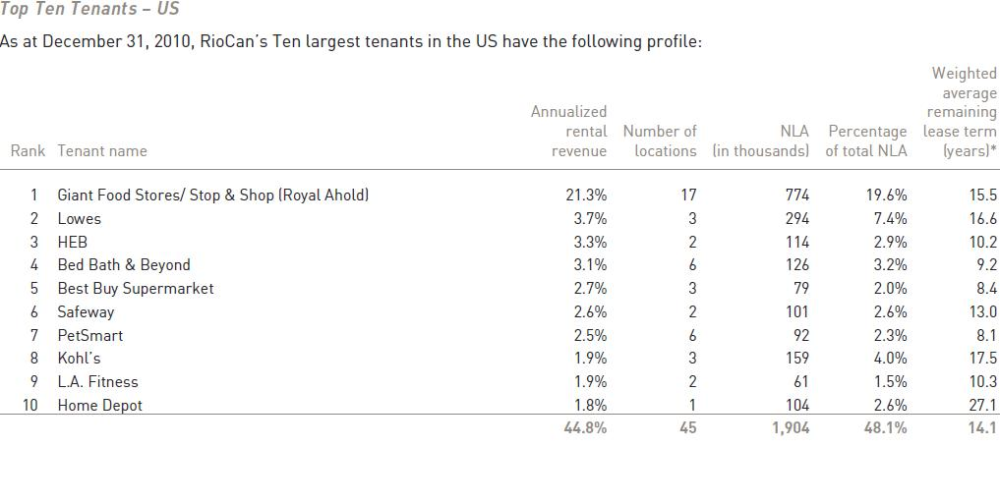 Top Ten Tenants – US
As at December 31, 2010, RioCan’s Ten largest tenants in the US have the following profile:
Weighted
average
Annualized remaining
rental Number of NLA Percentage lease term
Rank Tenant name revenue locations (in thousands) of total NLA (years)*
1 Giant Food Stores/ Stop & Shop (Royal Ahold) 21.3% 17 774 19.6% 15.5
2 Lowes 3.7% 3 294 7.4% 16.6
3 HEB 3.3% 2 114 2.9% 10.2
4 Bed Bath & Beyond 3.1% 6 126 3.2% 9.2
5 Best Buy Supermarket 2.7% 3 79 2.0% 8.4
6 Safeway 2.6% 2 101 2.6% 13.0
7 PetSmart 2.5% 6 92 2.3% 8.1
8 Kohl’s 1.9% 3 159 4.0% 17.5
9 L.A. Fitness 1.9% 2 61 1.5% 10.3
10 Home Depot 1.8% 1 104 2.6% 27.1
44.8% 45 1,904 48.1% 14.1